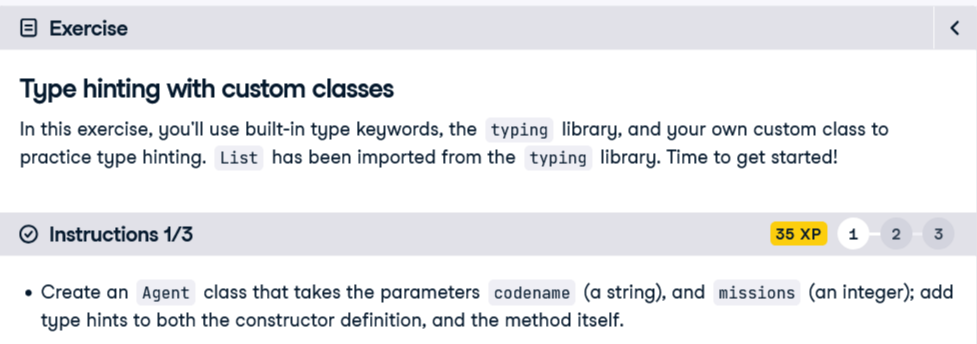 Exercise
Type hinting with custom classes
In this exercise, you'll use built-in type keywords, the typing library, and your own custom class to
practice type hinting. List has been imported from the typing library. Time to get started!
Instructions 1/3
35 XP 1 2 3
• Create an Agent class that takes the parameters codename (a string), and missions (an integer); add
type hints to both the constructor definition, and the method itself.